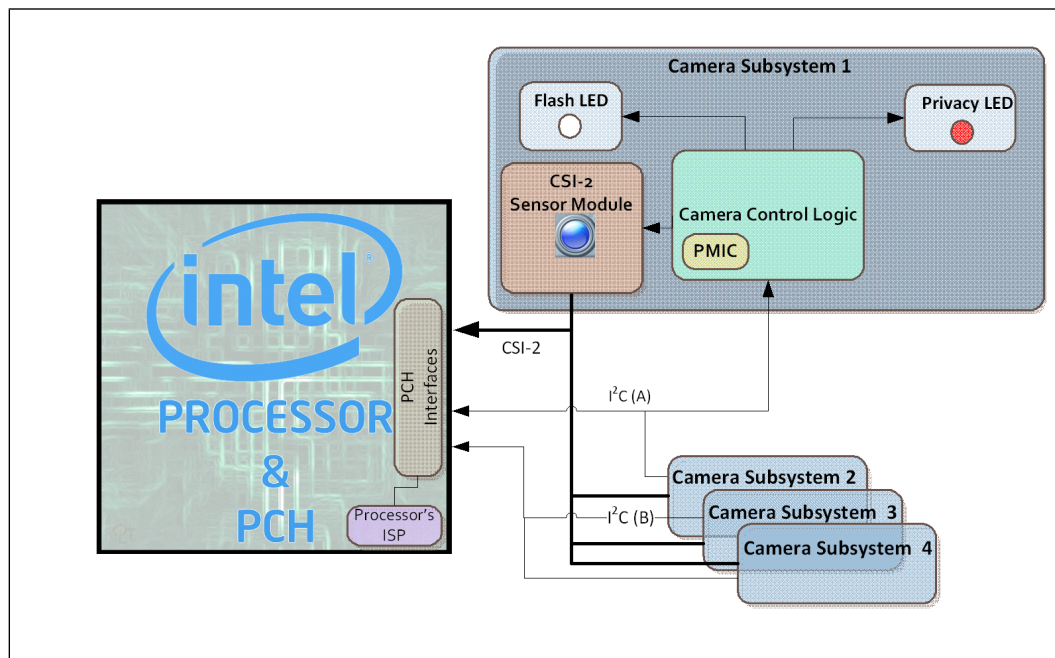 Camera Subsystem 1
Flash LED
Privacy LED
CSI-2
Sensor Module
Camera Control Logic
PMIC
intel®
PROCESSOR
&
PCH
PCH
Interfaces
Processor's
ISP
CSI-2
I²C (A)
I²C (B)
Camera Subsystem 2
Camera Subsystem 3
Camera Subsystem 4